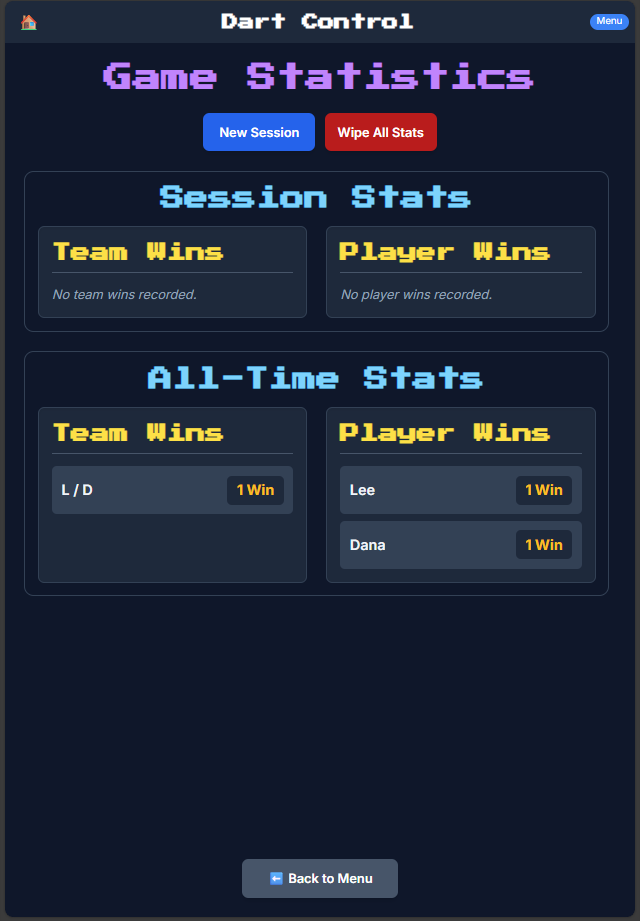 Dart Control
Menu
Game Statistics
New Session
Wipe All Stats
Session Stats
Team Wins
No team wins recorded.
Player Wins
No player wins recorded.
All-Time Stats
Team Wins
L / D
1 Win
Player Wins
Lee
1 Win
Dana
1 Win
Back to Menu